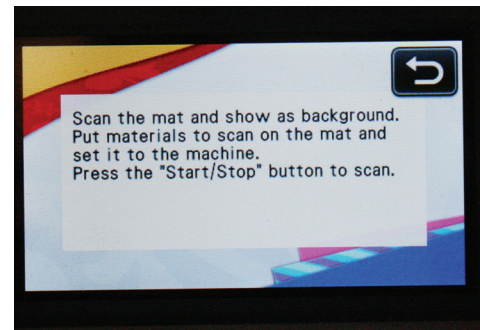 Scan the mat and show as background.
Put materials to scan on the mat and
set it to the machine.
Press the "Start/Stop" button to scan.